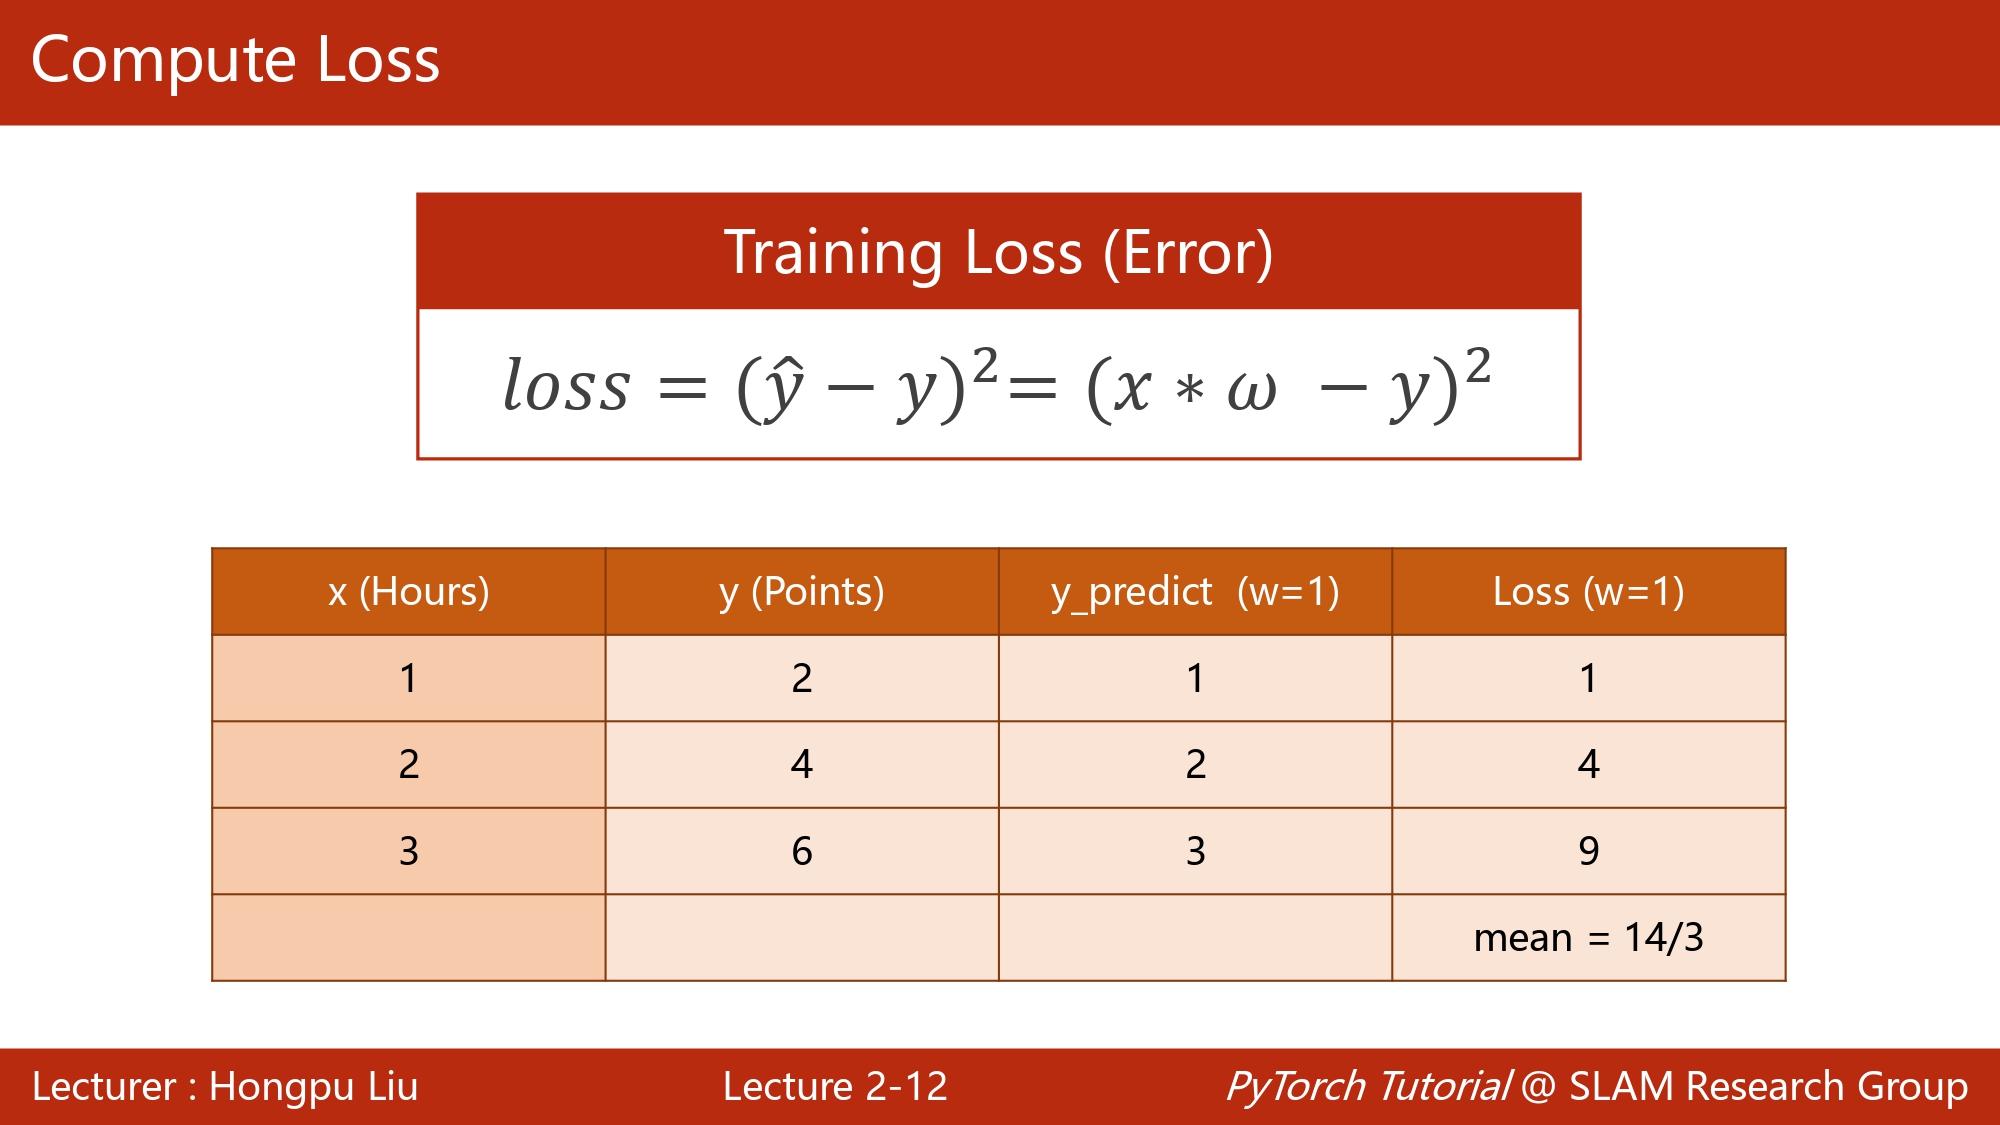 Compute Loss
Training Loss (Error)
loss = (ŷ − y)²= (x ∗ ω − y)²
x (Hours) y (Points) y_predict (w=1) Loss (w=1)
1 2 1 1
2 4 2 4
3 6 3 9
mean = 14/3
Lecturer : Hongpu Liu Lecture 2-12 PyTorch Tutorial @ SLAM Research Group